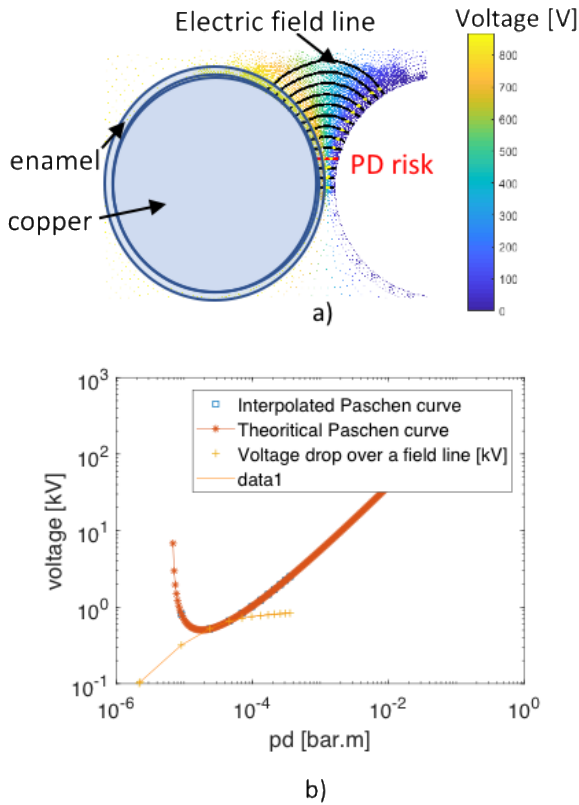 Electric field line
Voltage [V]
enamel
copper
PD risk
800
700
600
500
400
300
200
100
0
a)
10^3
10^2
10^1
10^0
10^-1
voltage [kV]
Interpolated Paschen curve
Theoritical Paschen curve
Voltage drop over a field line [kV]
data1
10^-6
10^-4
10^-2
10^0
pd [bar.m]
b)